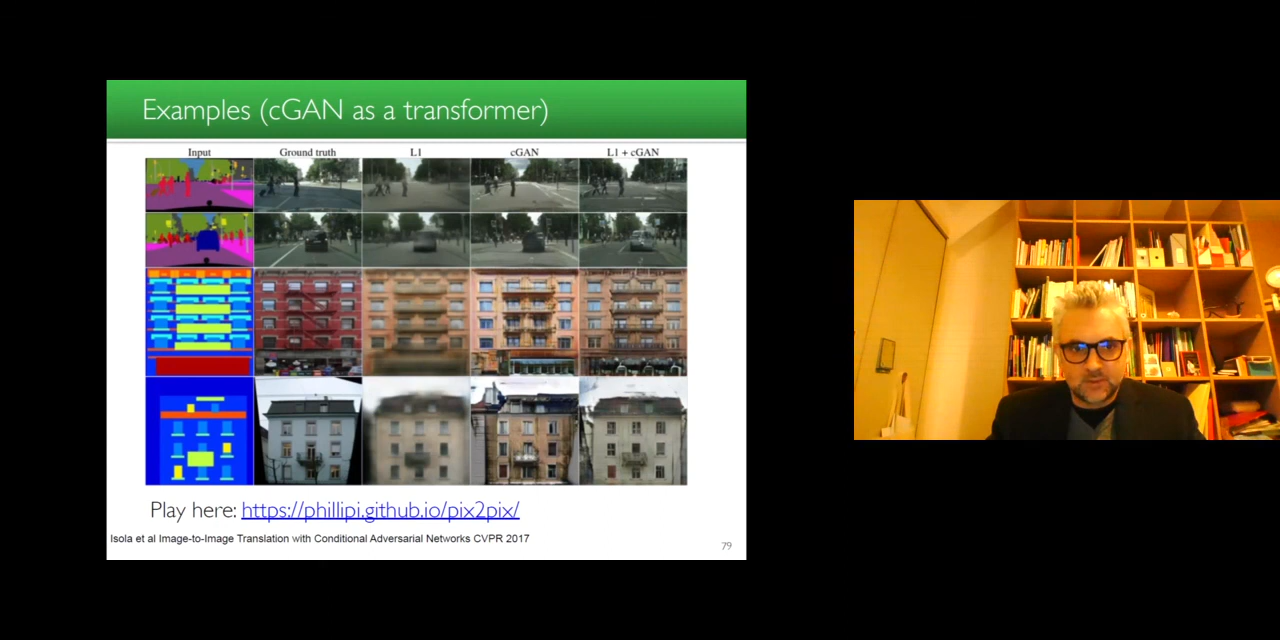 Examples (cGAN as a transformer)
Input Ground truth L1 cGAN L1 + cGAN
Play here: https://phillipi.github.io/pix2pix/
Isola et al Image-to-Image Translation with Conditional Adversarial Networks CVPR 2017
79